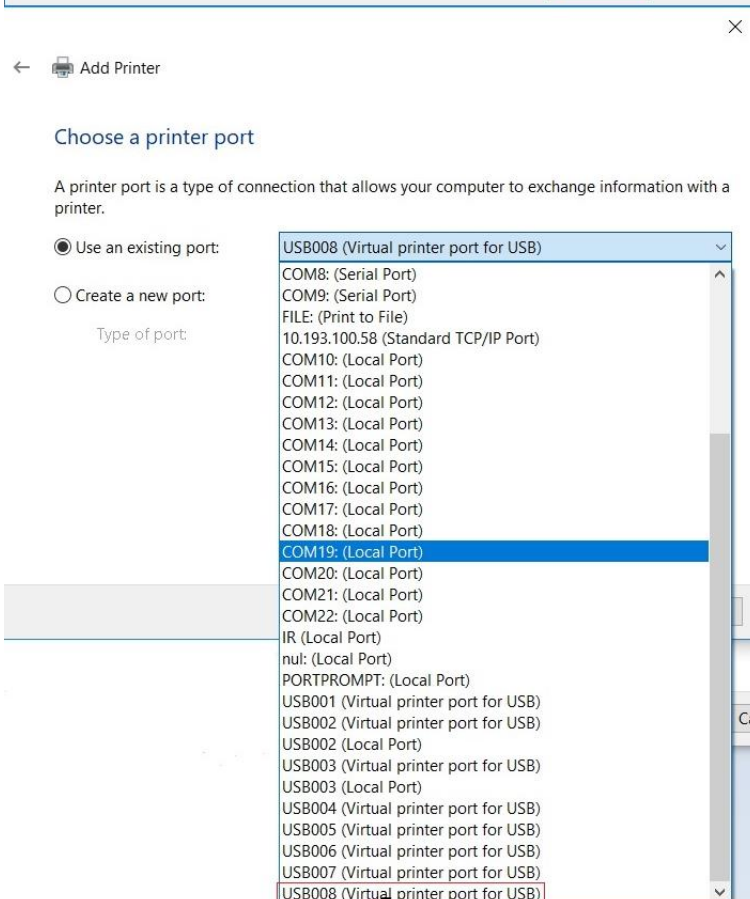 Add Printer
Choose a printer port
A printer port is a type of connection that allows your computer to exchange information with a
printer.
Use an existing port:
USB008 (Virtual printer port for USB)
Create a new port:
Type of port:
COM8: (Serial Port)
COM9: (Serial Port)
FILE: (Print to File)
10.193.100.58 (Standard TCP/IP Port)
COM10: (Local Port)
COM11: (Local Port)
COM12: (Local Port)
COM13: (Local Port)
COM14: (Local Port)
COM15: (Local Port)
COM16: (Local Port)
COM17: (Local Port)
COM18: (Local Port)
COM19: (Local Port)
COM20: (Local Port)
COM21: (Local Port)
COM22: (Local Port)
IR (Local Port)
nul: (Local Port)
PORTPROMPT: (Local Port)
USB001 (Virtual printer port for USB)
USB002 (Virtual printer port for USB)
USB002 (Local Port)
USB003 (Virtual printer port for USB)
USB003 (Local Port)
USB004 (Virtual printer port for USB)
USB005 (Virtual printer port for USB)
USB006 (Virtual printer port for USB)
USB007 (Virtual printer port for USB)
USB008 (Virtual printer port for USB)